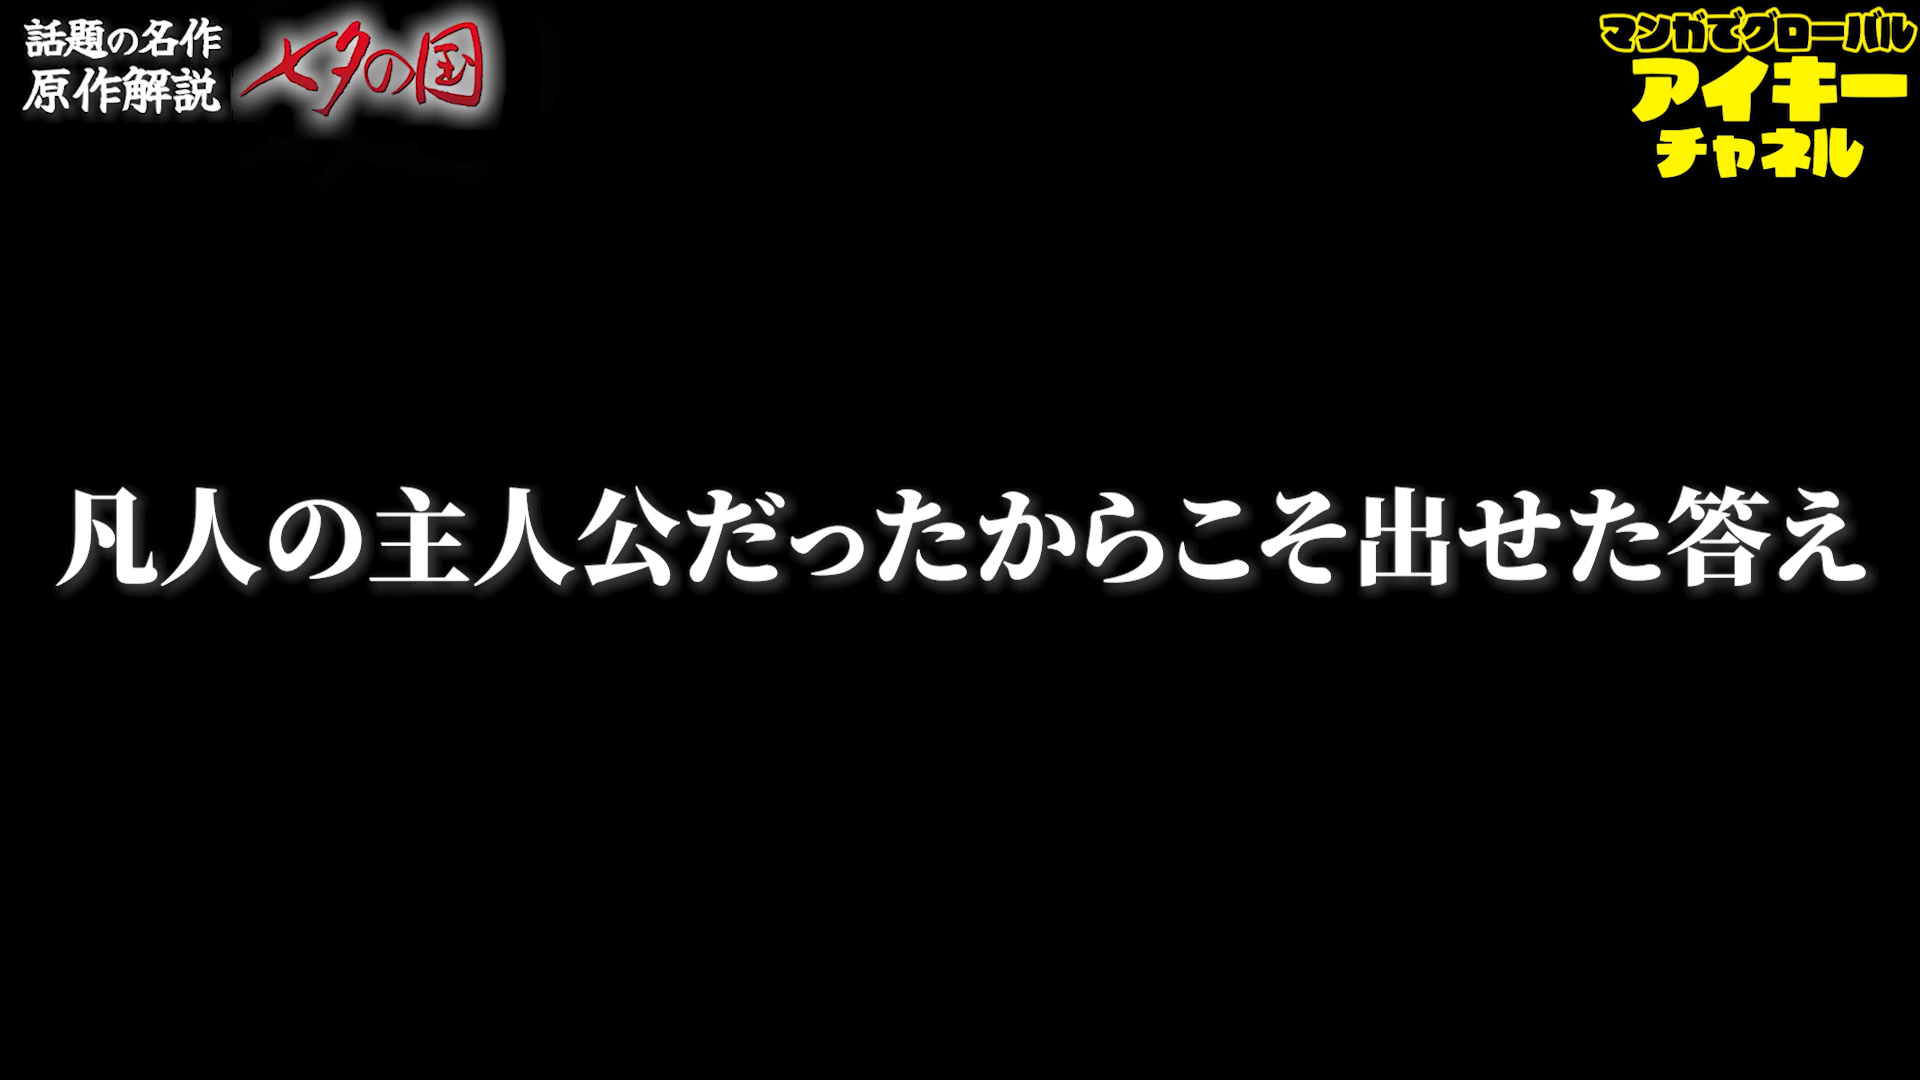 話題の名作
原作解説
七夕の国
マンガでグローバル
アイキー
チャネル
凡人の主人公だったからこそ出せた答え